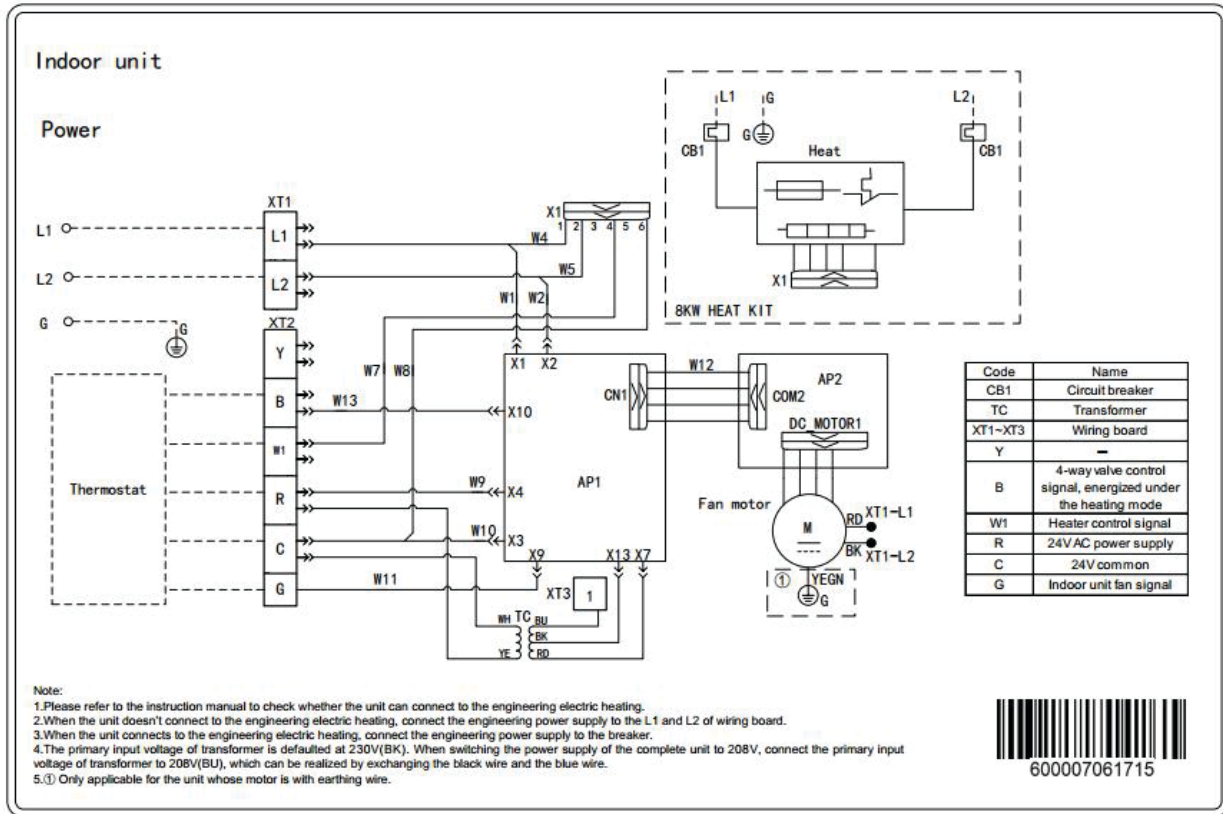 Indoor unit
Power
L1 G L2
G
CB1 Heat CB1
X1
8KW HEAT KIT
XT1
L1 L1
L2 L2
G G
X1
1 2 3 4 5 6
W4
W5
W1 W2
XT2
Y
B W13 X10
W1
W7 W8
R W9 X4
C W10 X3
G W11
Thermostat
X1 X2
AP1
X9 X13 X7
CN1 W12 COM2
AP2
DC_MOTOR1
Fan motor
M
RD XT1-L1
BK XT1-L2
① YEGN
G
XT3 1
WH TC BU
BK
YE RD
Code Name
CB1 Circuit breaker
TC Transformer
XT1~XT3 Wiring board
Y –
B 4-way valve control
signal, energized under
the heating mode
W1 Heater control signal
R 24VAC power supply
C 24V common
G Indoor unit fan signal
Note:
1.Please refer to the instruction manual to check whether the unit can connect to the engineering electric heating.
2.When the unit doesn't connect to the engineering electric heating, connect the engineering power supply to the L1 and L2 of wiring board.
3.When the unit connects to the engineering electric heating, connect the engineering power supply to the breaker.
4.The primary input voltage of transformer is defaulted at 230V(BK). When switching the power supply of the complete unit to 208V, connect the primary input
voltage of transformer to 208V(BU), which can be realized by exchanging the black wire and the blue wire.
5.① Only applicable for the unit whose motor is with earthing wire.
600007061715